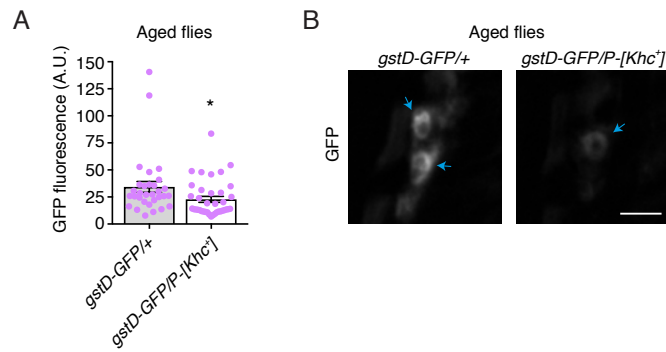 A
Aged flies
GFP fluorescence (A.U.)
150
125
100
75
50
25
0
*
gstD-GFP/+
gstD-GFP/P-[Khc⁺]
B
Aged flies
gstD-GFP/+
gstD-GFP/P-[Khc⁺]
GFP